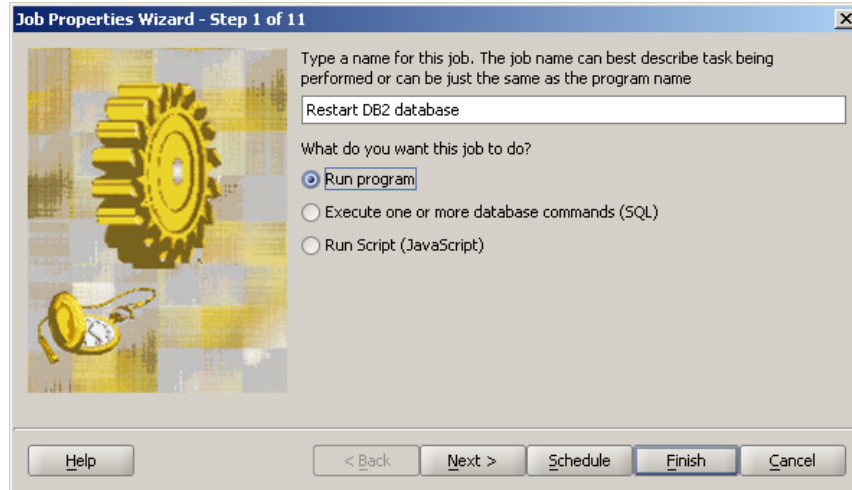 Job Properties Wizard - Step 1 of 11
Type a name for this job. The job name can best describe task being
performed or can be just the same as the program name
Restart DB2 database
What do you want this job to do?
Run program
Execute one or more database commands (SQL)
Run Script (JavaScript)
Help < Back Next > Schedule Finish Cancel